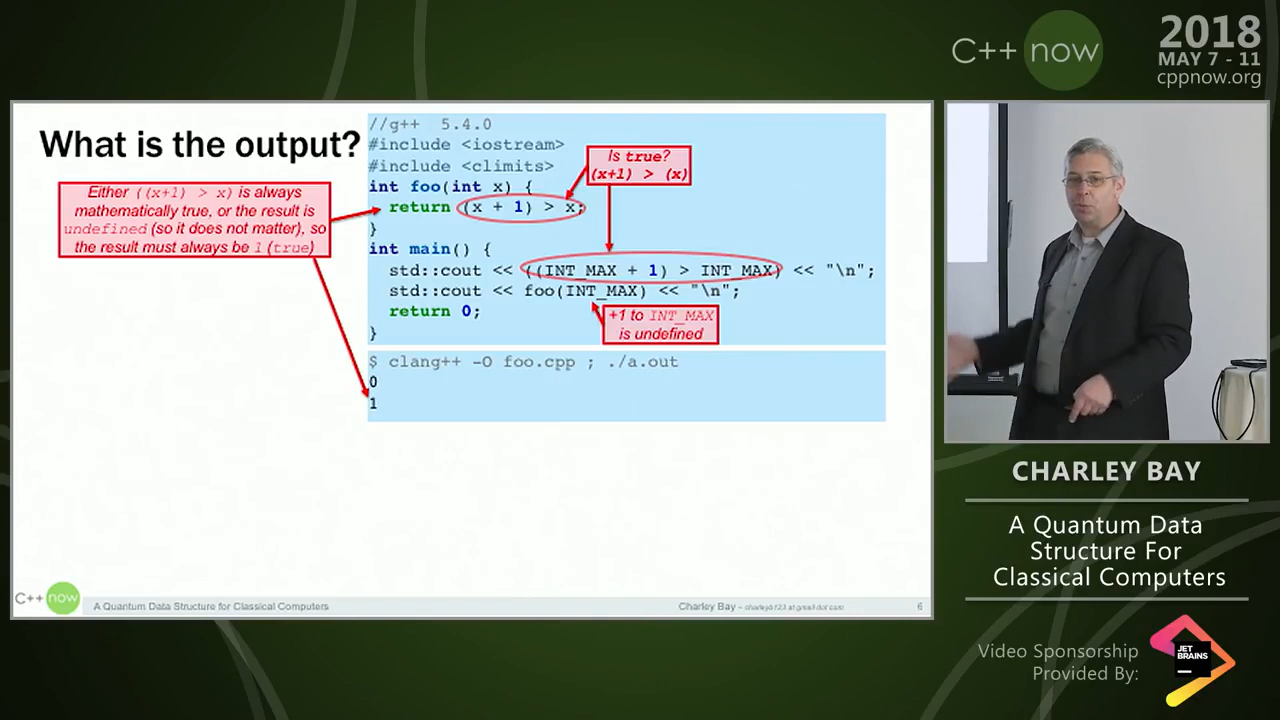 C++ now
2018
MAY 7 - 11
cppnow.org
What is the output?
Either ((x+1) > x) is always
mathematically true, or the result is
undefined (so it does not matter), so
the result must always be 1 (true)
//g++  5.4.0
#include <iostream>
#include <climits>
int foo(int x) {
return (x + 1) > x;
}
int main() {
std::cout << ((INT_MAX + 1) > INT_MAX) << "\n";
std::cout << foo(INT_MAX) << "\n";
return 0;
}
Is true?
(x+1) > (x)
+1 to INT_MAX
is undefined
$ clang++ -O foo.cpp ; ./a.out
0
1
C++ now
A Quantum Data Structure for Classical Computers
Charley Bay –
6
CHARLEY BAY
A Quantum Data
Structure For
Classical Computers
Video Sponsorship
Provided By:
JET
BRAINS